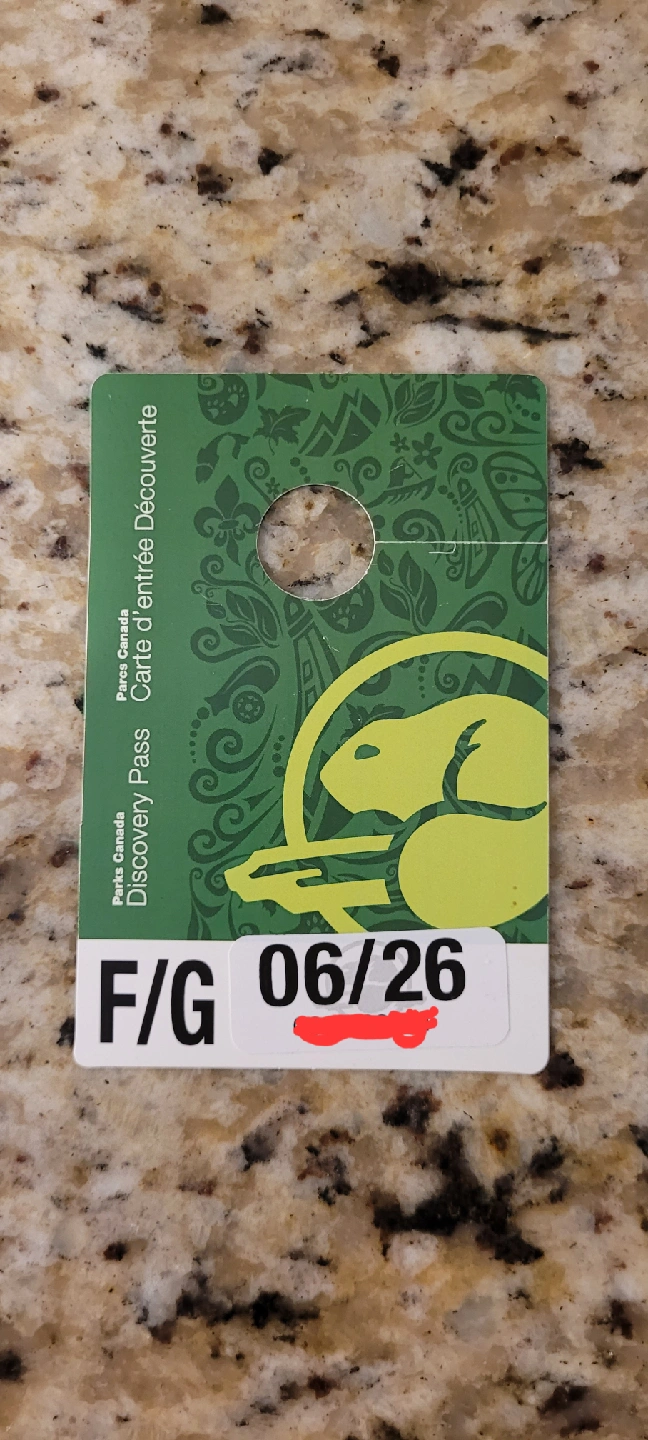 Parks Canada
Discovery Pass
Parcs Canada
Carte d'entrée Découverte
F/G
06/26